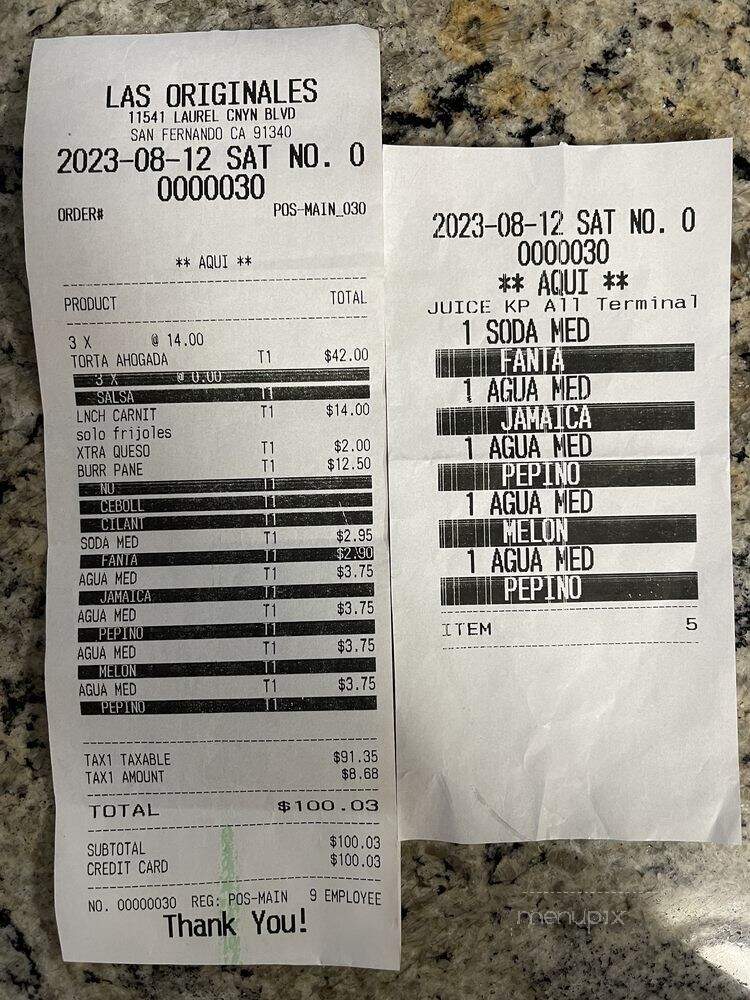 LAS ORIGINALES
11541 LAUREL CNYN BLVD
SAN FERNANDO CA 91340
2023-08-12 SAT NO. 0
0000030
ORDER# POS-MAIN_030
** AQUI **
PRODUCT TOTAL
3 X @ 14.00
TORTA AHOGADA T1 $42.00
3 X @ 0.00
SALSA T1
LNCH CARNIT T1 $14.00
solo frijoles
XTRA QUESO T1 $2.00
BURR PANE T1 $12.50
NO T1
CEBOLL T1
CILANT T1
SODA MED T1 $2.95
FANTA T1 $2.90
AGUA MED T1 $3.75
JAMAICA T1
AGUA MED T1 $3.75
PEPINO T1
AGUA MED T1 $3.75
MELON T1
AGUA MED T1 $3.75
PEPINO T1
TAX1 TAXABLE $91.35
TAX1 AMOUNT $8.68
TOTAL $100.03
SUBTOTAL $100.03
CREDIT CARD $100.03
NO. 00000030 REG: POS-MAIN 9 EMPLOYEE
Thank You!
2023-08-12 SAT NO. 0
0000030
** AQUI **
JUICE KP All Terminal
1 SODA MED
FANTA
1 AGUA MED
JAMAICA
1 AGUA MED
PEPINO
1 AGUA MED
MELON
1 AGUA MED
PEPINO
ITEM 5
menupix